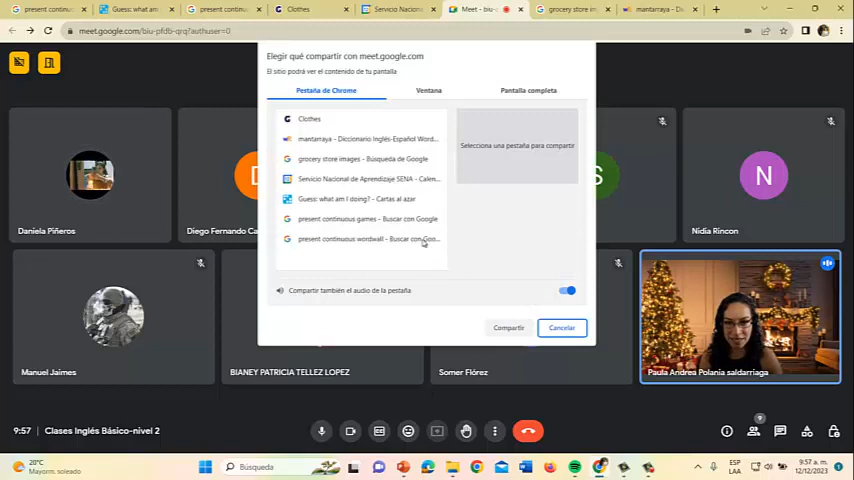 present continuou
Guess: what am I
present continuou
Clothes
Servicio Nacional
Meet - biu-
grocery store im
mantarraya - Di
meet.google.com/biu-pfdb-qrq?authuser=0
Elegir qué compartir con meet.google.com
El sitio podrá ver el contenido de tu pantalla
Pestaña de Chrome
Ventana
Pantalla completa
Clothes
mantarraya - Diccionario Inglés-Español Word...
grocery store images - Búsqueda de Google
Servicio Nacional de Aprendizaje SENA - Calen...
Guess: what am I doing? - Cartas al azar
present continuous games - Buscar con Google
present continuous wordwall - Buscar con Goo...
Selecciona una pestaña para compartir
Compartir también el audio de la pestaña
Compartir
Cancelar
Daniela Piñeros
Diego Fernando Ca
S
N
Nidia Rincon
Manuel Jaimes
BIANEY PATRICIA TELLEZ LOPEZ
Somer Flórez
Paula Andrea Polania saldarriaga
9:57
Clases Inglés Básico-nivel 2
9
20°C
Mayorm. soleado
Búsqueda
ESP
LAA
9:57 a. m.
12/12/2023